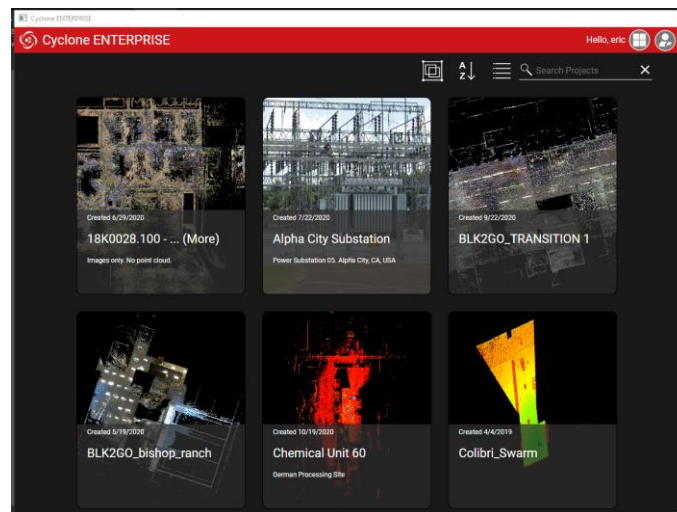 Cyclone ENTERPRISE
Cyclone ENTERPRISE
Hello, eric
A
Z
Search Projects
Created 6/29/2020
18K0028.100 - ... (More)
Images only. No point cloud.
Created 7/22/2020
Alpha City Substation
Power Substation 05. Alpha City, CA, USA
Created 9/22/2020
BLK2GO_TRANSITION 1
Created 5/19/2020
BLK2GO_bishop_ranch
Created 10/19/2020
Chemical Unit 60
German Processing Site
Created 4/4/2019
Colibri_Swarm